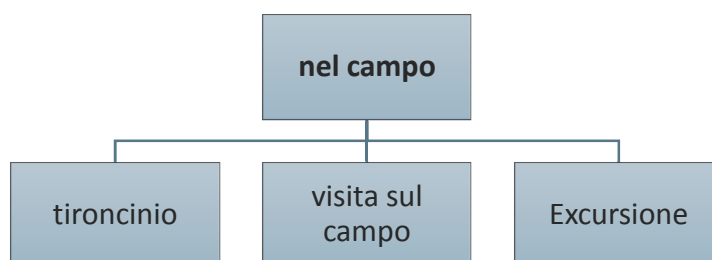 nel campo
tironcinio
visita sul
campo
Excursione